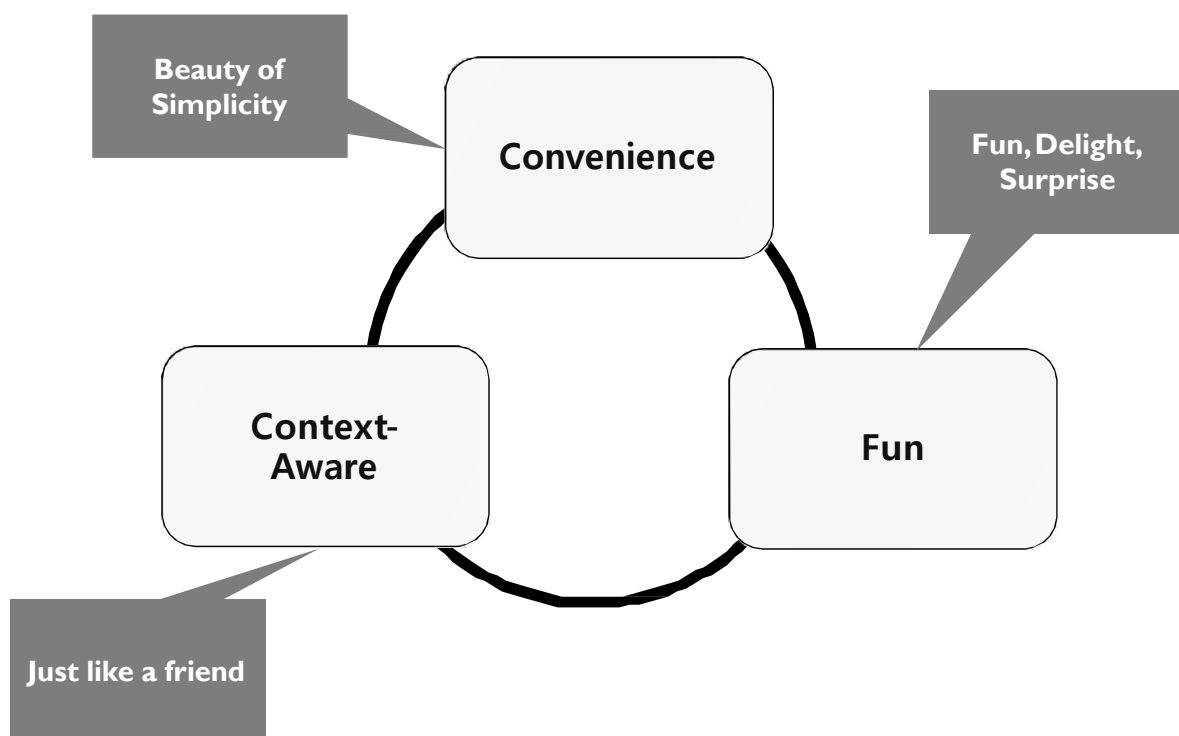 Beauty of
Simplicity
Convenience
Fun, Delight,
Surprise
Context-
Aware
Fun
Just like a friend